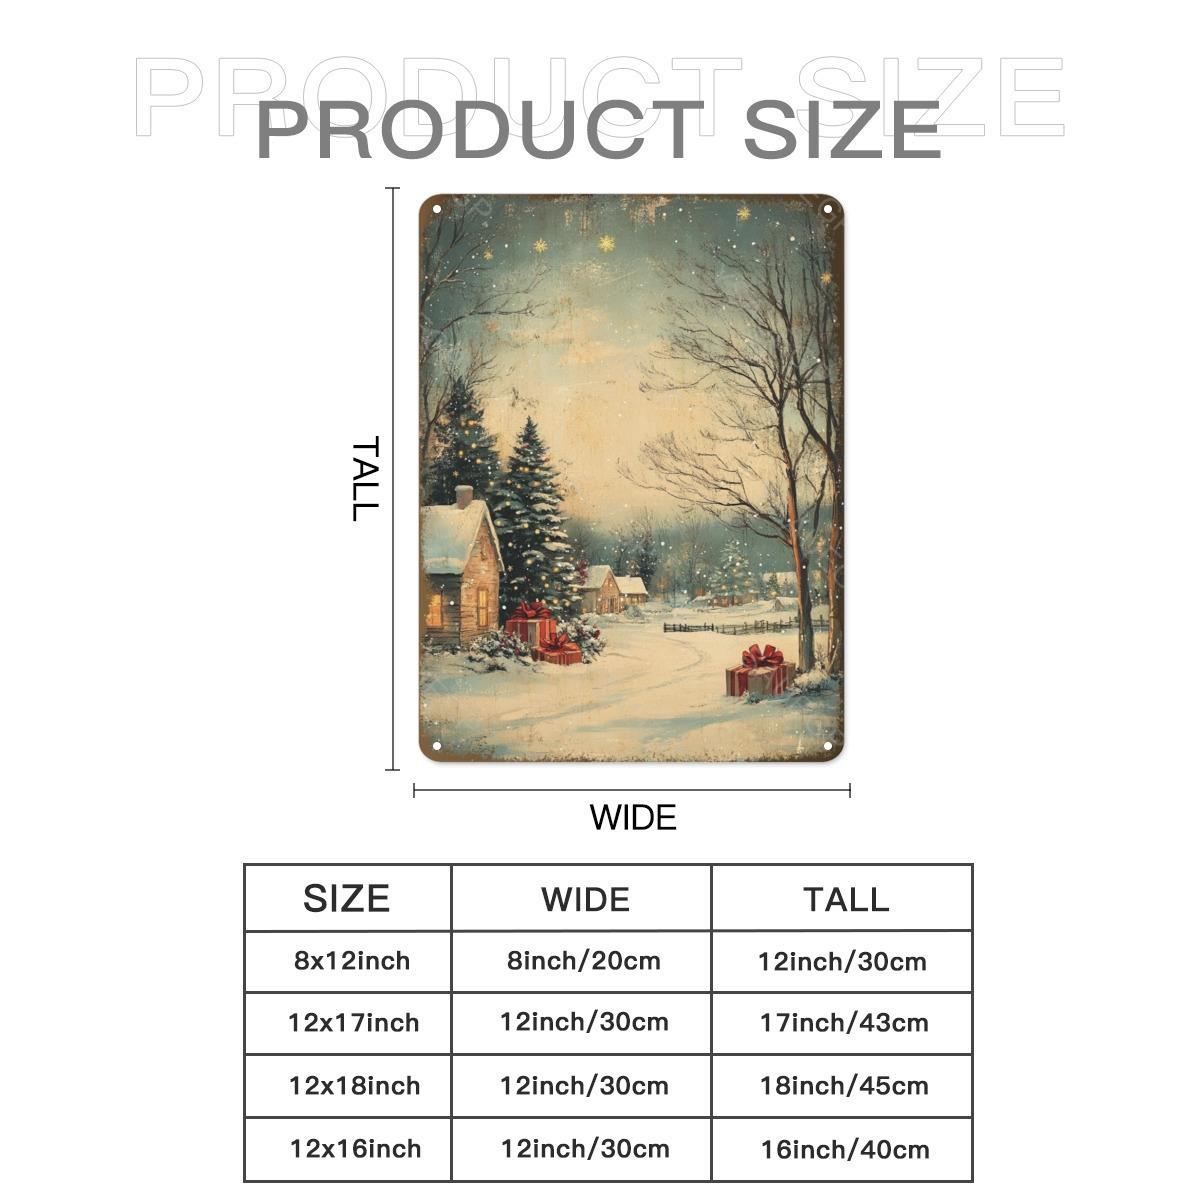 PRODUCT SIZE
PRODUCT SIZE
TALL
WIDE
SIZE WIDE TALL
8x12inch 8inch/20cm 12inch/30cm
12x17inch 12inch/30cm 17inch/43cm
12x18inch 12inch/30cm 18inch/45cm
12x16inch 12inch/30cm 16inch/40cm